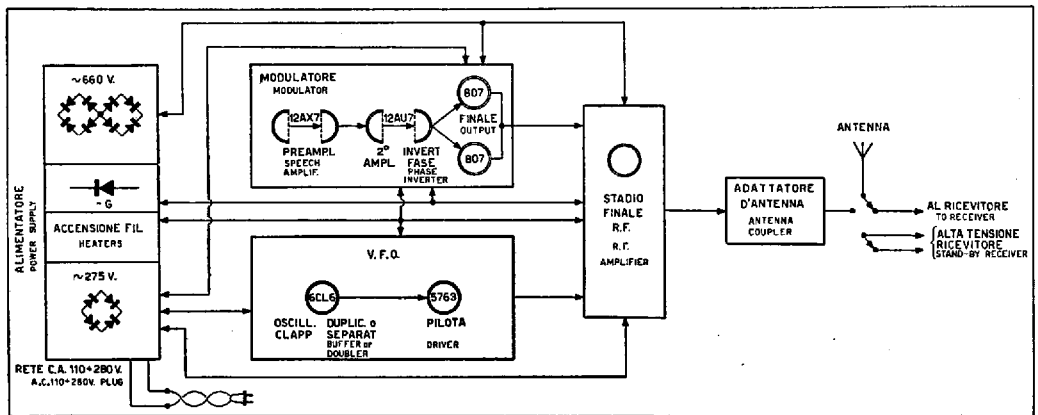 ALIMENTATORE
POWER SUPPLY
~660 V.
-G
ACCENSIONE FIL
HEATERS
~275 V.
RETE C.A. 110÷280V.
A.C. 110÷280V. PLUG
MODULATORE
MODULATOR
12AX7
PREAMPL
SPEECH
AMPLIF.
2°
AMPL
12AU7
INVERT
FASE
PHASE
INVERTER
807
FINALE
OUTPUT
807
V.F.O.
6CL6
OSCILL.
CLAPP
DUPLIC. o
SEPARAT
BUFFER or
DOUBLER
5763
PILOTA
DRIVER
STADIO
FINALE
R.F.
R.F.
AMPLIFIER
ADATTATORE
D'ANTENNA
ANTENNA
COUPLER
ANTENNA
AL RICEVITORE
TO RECEIVER
ALTA TENSIONE
RICEVITORE
STAND-BY RECEIVER